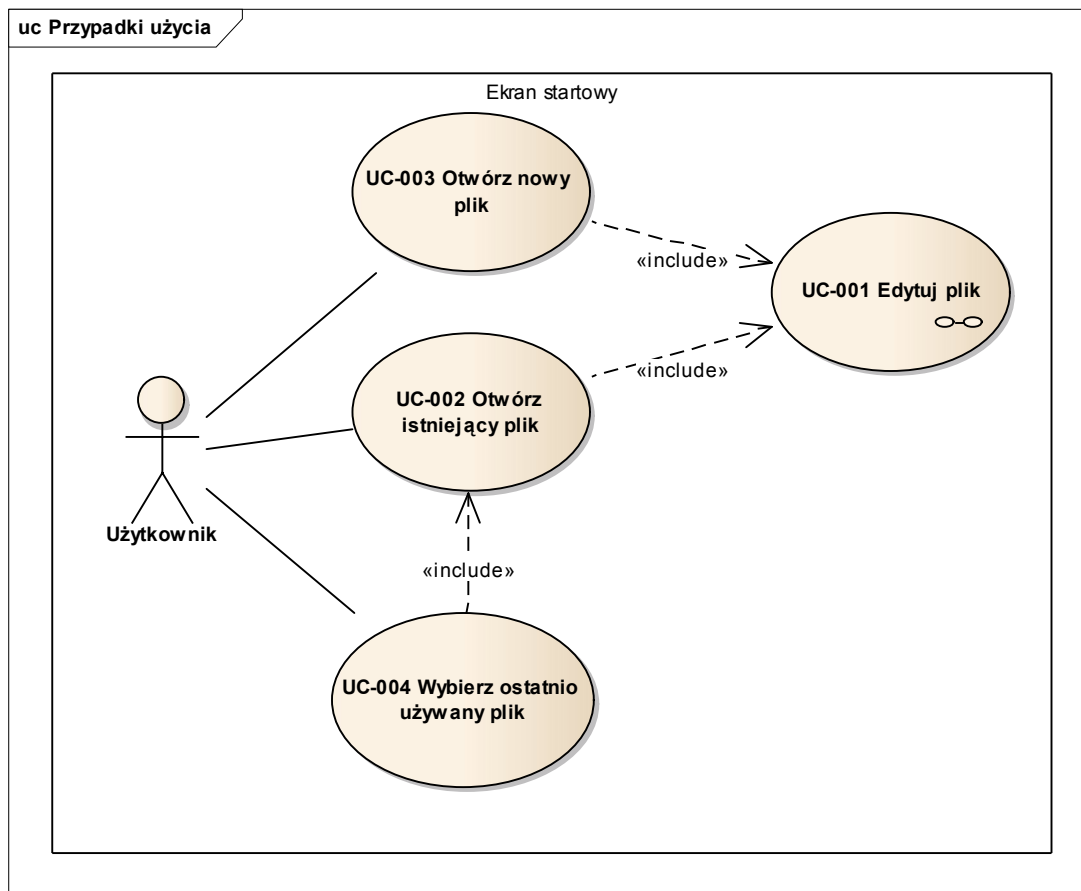 uc Przypadki użycia
Ekran startowy
UC-003 Otwórz nowy
plik
«include»
UC-001 Edytuj plik
UC-002 Otwórz
istniejący plik
«include»
Użytkownik
«include»
UC-004 Wybierz ostatnio
używany plik